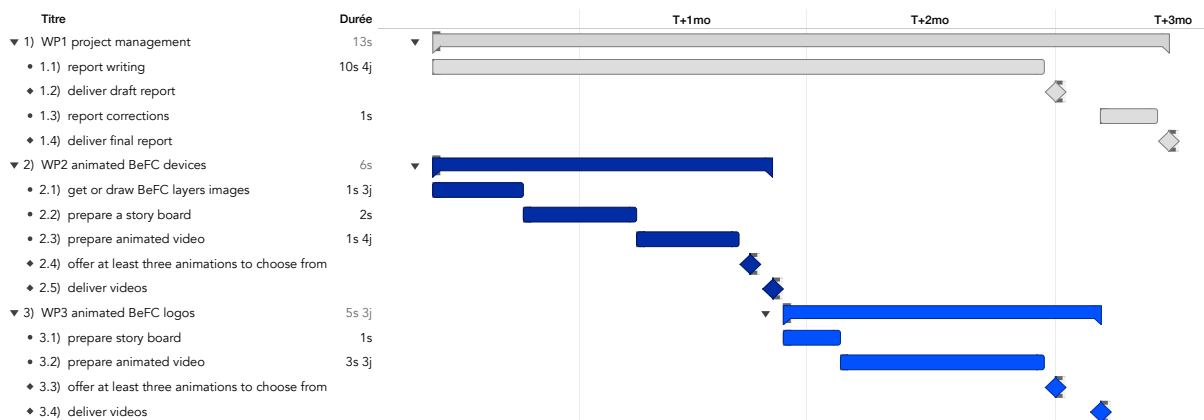 Titre Durée T+1mo T+2mo T+3mo
1) WP1 project management 13s
1.1) report writing 10s 4j
1.2) deliver draft report
1.3) report corrections 1s
1.4) deliver final report
2) WP2 animated BeFC devices 6s
2.1) get or draw BeFC layers images 1s 3j
2.2) prepare a story board 2s
2.3) prepare animated video 1s 4j
2.4) offer at least three animations to choose from
2.5) deliver videos
3) WP3 animated BeFC logos 5s 3j
3.1) prepare story board 1s
3.2) prepare animated video 3s 3j
3.3) offer at least three animations to choose from
3.4) deliver videos